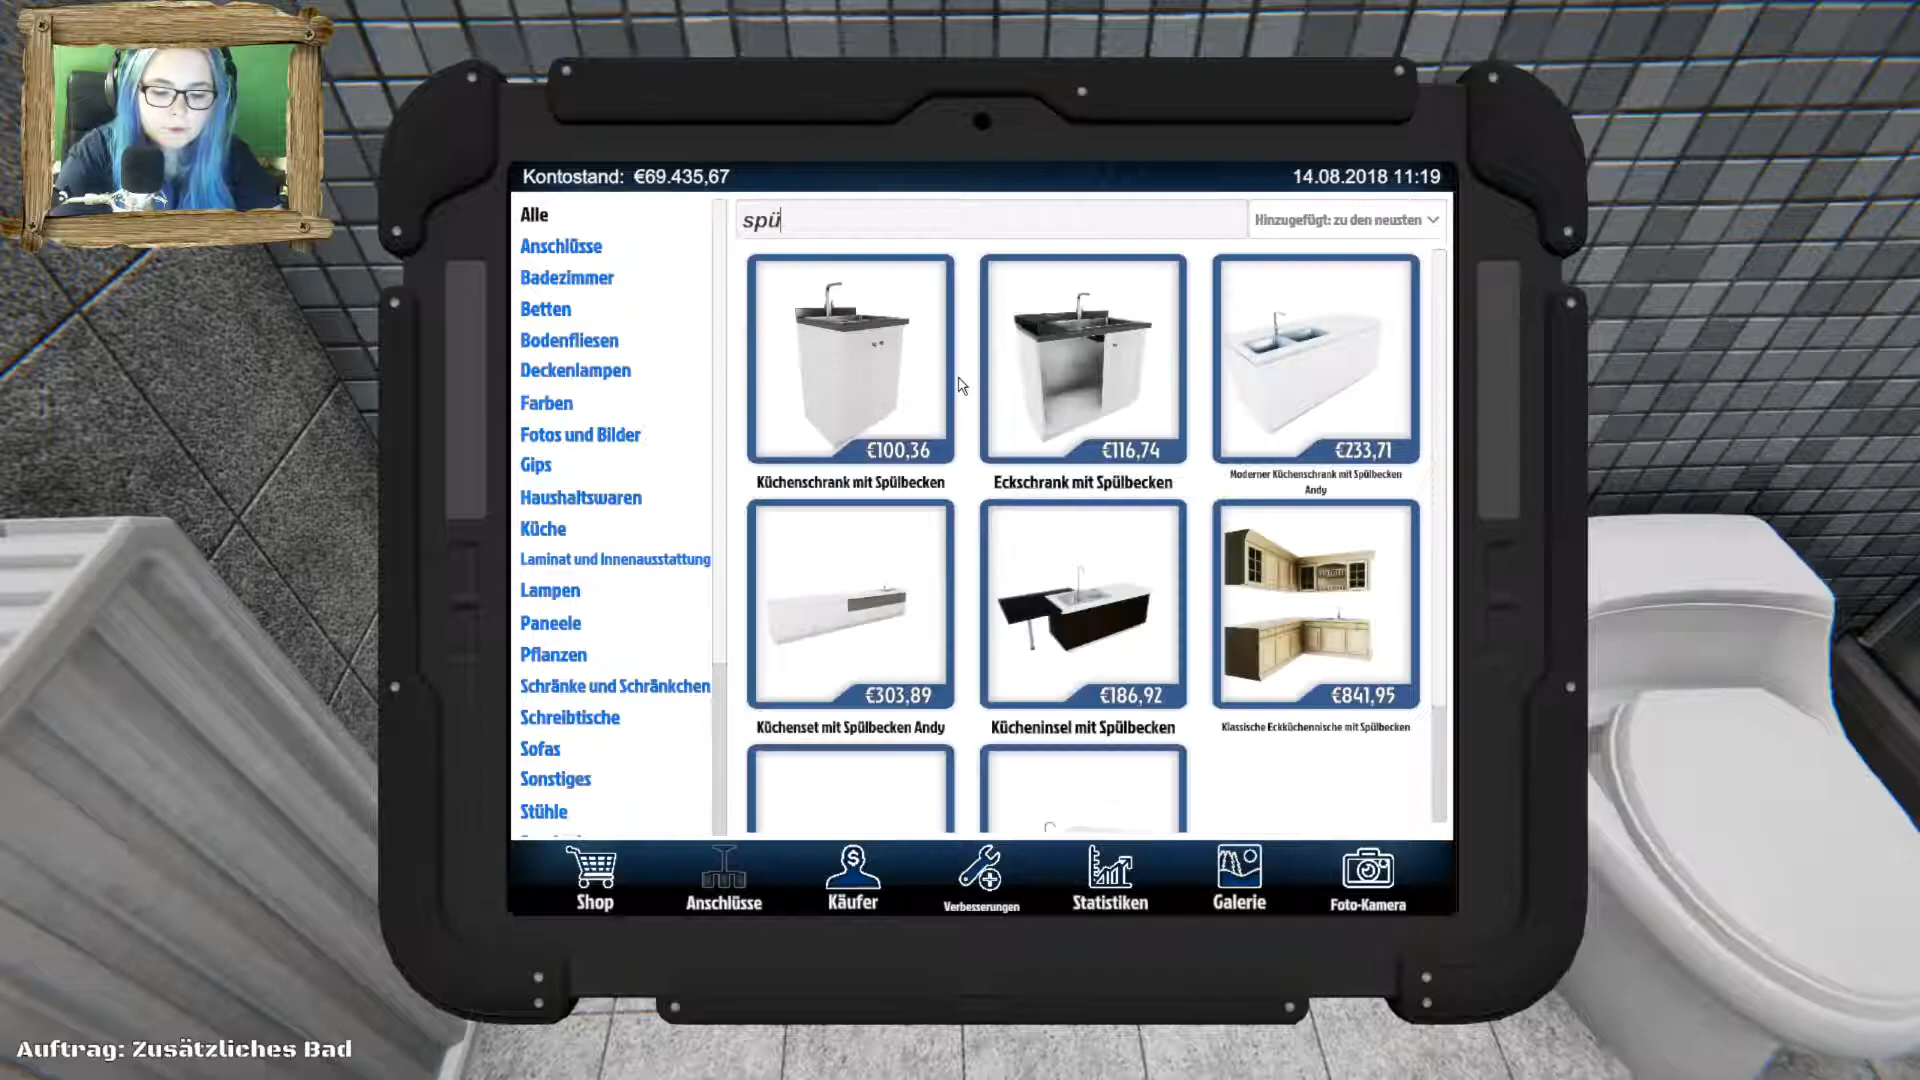 Kontostand: €69.435,67
14.08.2018 11:19
Alle
Anschlüsse
Badezimmer
Betten
Bodenfliesen
Deckenlampen
Farben
Fotos und Bilder
Gips
Haushaltswaren
Küche
Laminat und Innenausstattung
Lampen
Paneele
Pflanzen
Schränke und Schränkchen
Schreibtische
Sofas
Sonstiges
Stühle
spü
Hinzugefügt: zu den neusten
€100,36
€116,74
€233,71
Küchenschrank mit Spülbecken
Eckschrank mit Spülbecken
Moderner Küchenschrank mit Spülbecken
Andy
€303,89
€186,92
€841,95
Küchenset mit Spülbecken Andy
Kücheninsel mit Spülbecken
Klassische Eckküchennische mit Spülbecken
Shop
Anschlüsse
Käufer
Verbesserungen
Statistiken
Galerie
Foto-Kamera
Auftrag: Zusätzliches Bad